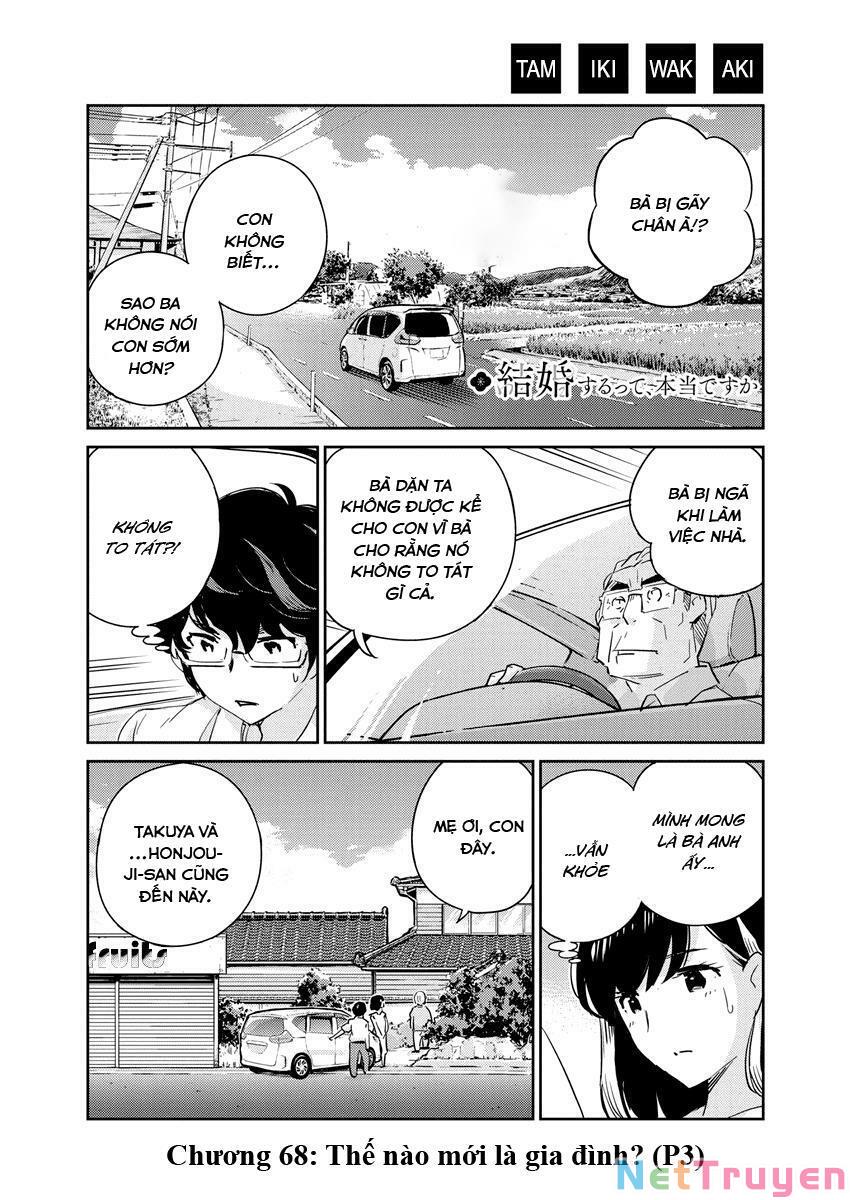 TAM IKI WAK AKI
BÀ BỊ GÃY
CHÂN À!?
CON
KHÔNG
BIẾT...
SAO BA
KHÔNG NÓI
CON SỚM
HƠN?
結婚するって、本当ですか
BÀ BỊ NGÃ
KHI LÀM
VIỆC NHÀ.
BÀ DẶN TA
KHÔNG ĐƯỢC KỂ
CHO CON VÌ BÀ
CHO RẰNG NÓ
KHÔNG TO TÁT
GÌ CẢ.
KHÔNG
TO TÁT?!
MÌNH MONG
LÀ BÀ ANH
ẤY...
...VẪN
KHỎE
MẸ ƠI, CON
ĐÂY.
TAKUYA VÀ
...HONJOU-
JI-SAN CŨNG
ĐẾN NÀY.
fruits
Chương 68: Thế nào mới là gia đình? (P3)
NetTruyen